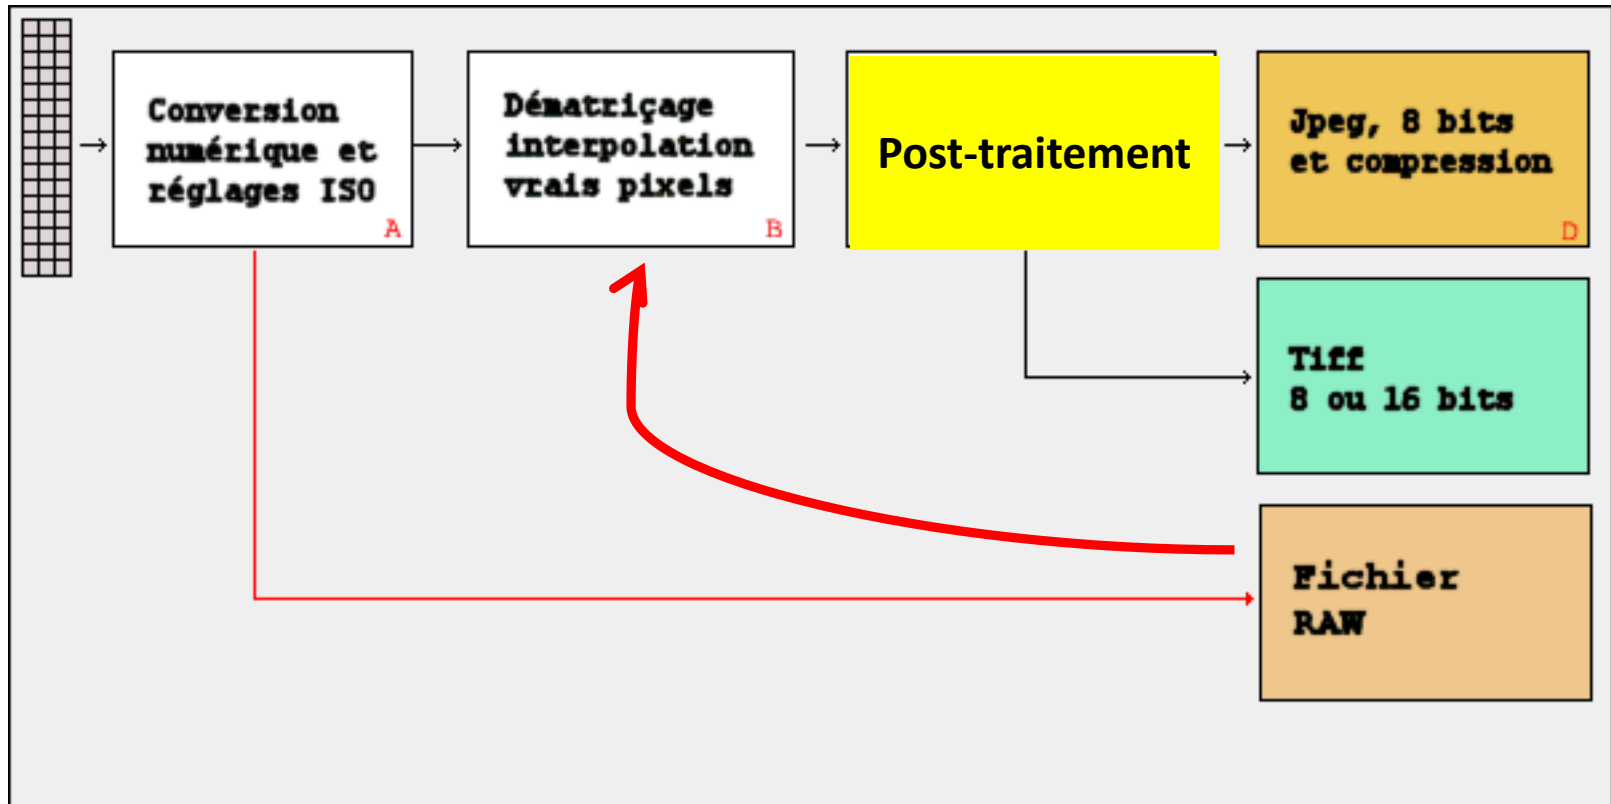 Conversion
numérique et
réglages ISO
A
Dématriçage
interpolation
vrais pixels
B
Post-traitement
Jpeg, 8 bits
et compression
D
Tiff
8 ou 16 bits
Fichier
RAW